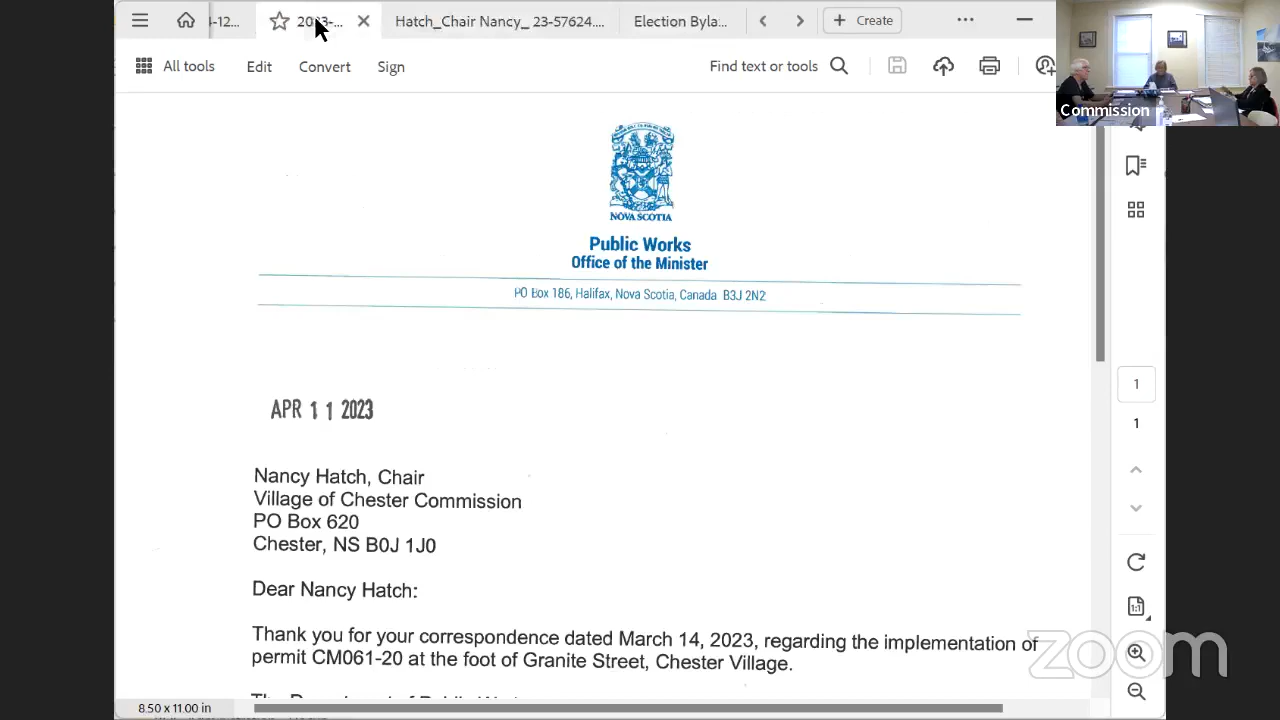 2023-...
Hatch_Chair Nancy_ 23-57624....
Election Byla...
Create
All tools
Edit
Convert
Sign
Find text or tools
Commission
NOVA SCOTIA
Public Works
Office of the Minister
PO Box 186, Halifax, Nova Scotia, Canada B3J 2N2
APR 11 2023
Nancy Hatch, Chair
Village of Chester Commission
PO Box 620
Chester, NS B0J 1J0
Dear Nancy Hatch:
Thank you for your correspondence dated March 14, 2023, regarding the implementation of
permit CM061-20 at the foot of Granite Street, Chester Village.
1
1
zoom
8.50 x 11.00 in